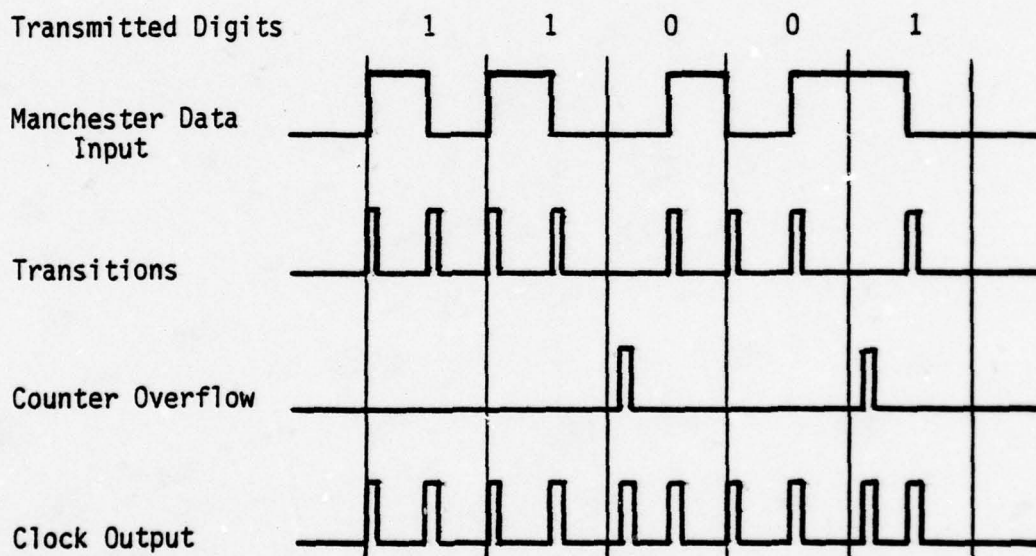 Transmitted Digits 1 1 0 0 1
Manchester Data
Input
Transitions
Counter Overflow
Clock Output